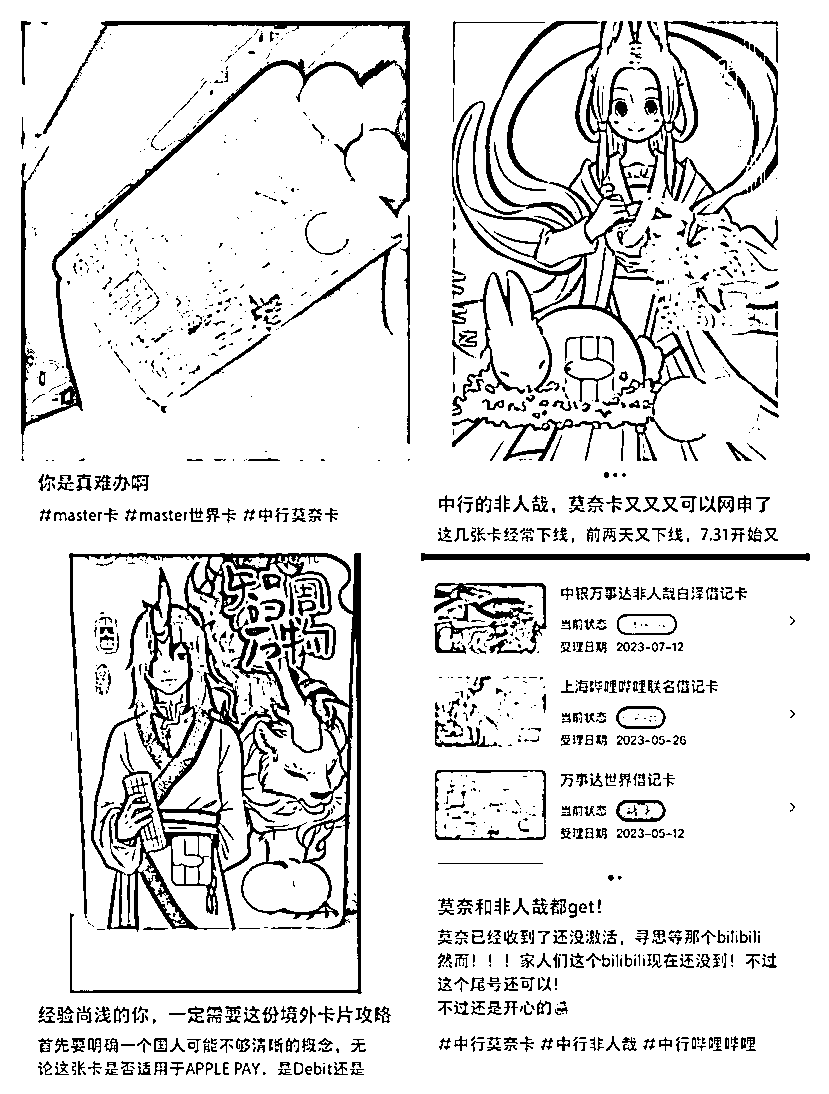 你是真难办啊
#master卡 #master世界卡 #中行莫奈卡
中行的非人哉，莫奈卡又又又可以网申了
这几张卡经常下线，前两天又下线，7.31开始又
知周万物
经验尚浅的你，一定需要这份境外卡片攻略
首先要明确一个国人可能不够清晰的概念，无
论这张卡是否适用于APPLE PAY，是Debit还是
中银万事达非人哉白泽借记卡
当前状态
受理日期 2023-07-12
上海哔哩哔哩联名借记卡
当前状态
受理日期 2023-05-26
万事达世界借记卡
当前状态
受理日期 2023-05-12
莫奈和非人哉都get！
莫奈已经收到了还没激活，寻思等那个bilibili
然而！！！家人们这个bilibili现在还没到！不过
这个尾号还可以！
不过还是开心的
#中行莫奈卡 #中行非人哉 #中行哔哩哔哩